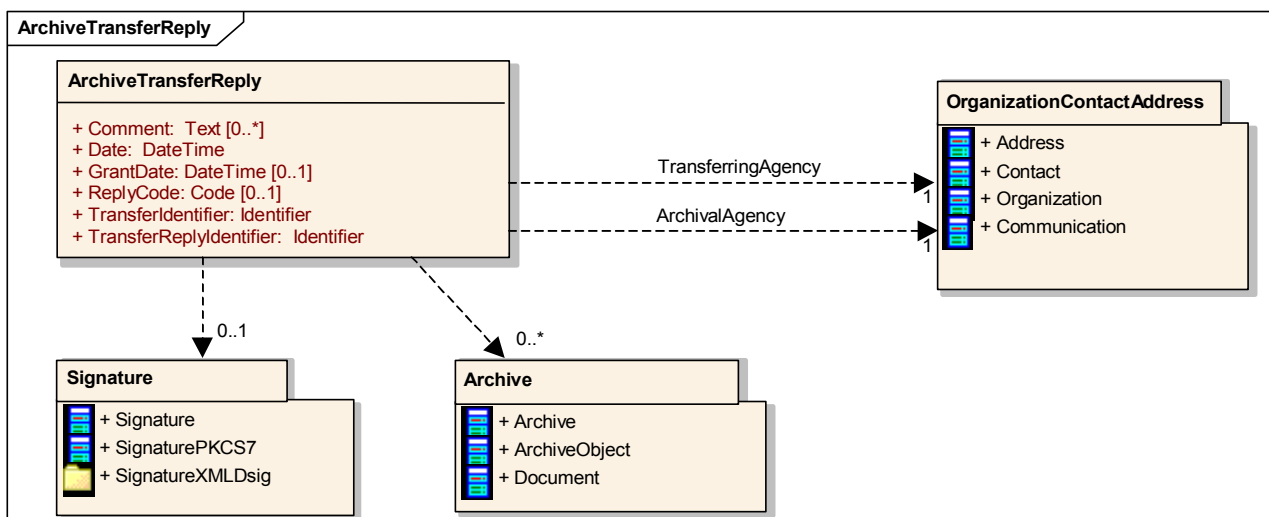 ArchiveTransferReply
ArchiveTransferReply
+ Comment: Text [0..*]
+ Date: DateTime
+ GrantDate: DateTime [0..1]
+ ReplyCode: Code [0..1]
+ TransferIdentifier: Identifier
+ TransferReplyIdentifier: Identifier
OrganizationContactAddress
+ Address
+ Contact
+ Organization
+ Communication
TransferringAgency
1
ArchivalAgency
1
0..1
0..*
Signature
+ Signature
+ SignaturePKCS7
+ SignatureXMLDsig
Archive
+ Archive
+ ArchiveObject
+ Document